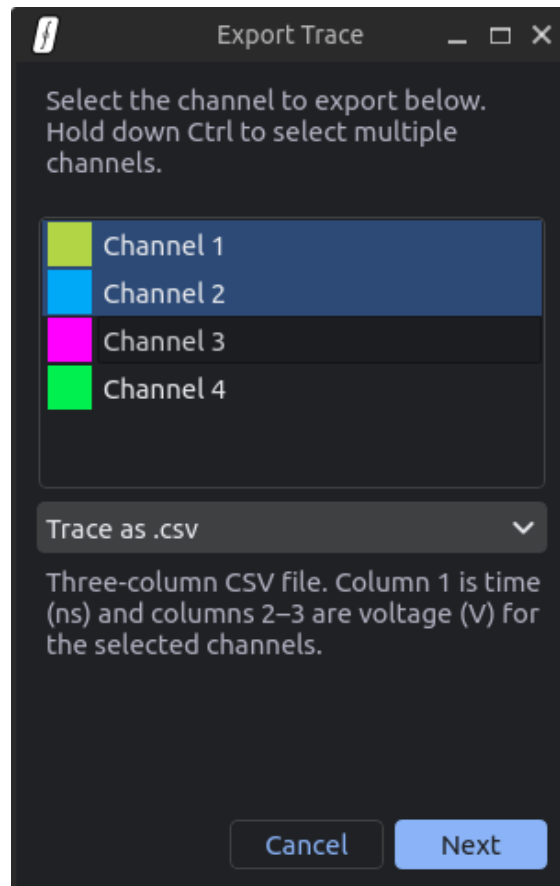 Export Trace
Select the channel to export below.
Hold down Ctrl to select multiple
channels.
Channel 1
Channel 2
Channel 3
Channel 4
Trace as .csv
Three-column CSV file. Column 1 is time
(ns) and columns 2–3 are voltage (V) for
the selected channels.
Cancel
Next